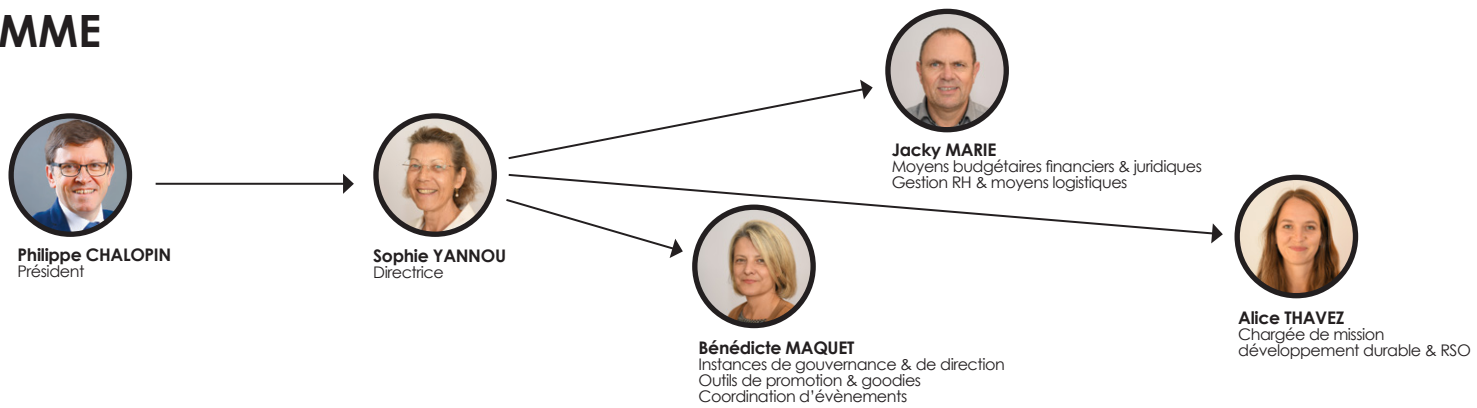 MME
Philippe CHALOPIN
Président
Sophie YANNOU
Directrice
Jacky MARIE
Moyens budgétaires financiers & juridiques
Gestion RH & moyens logistiques
Bénédicte MAQUET
Instances de gouvernance & de direction
Outils de promotion & goodies
Coordination d'évènements
Alice THAVEZ
Chargée de mission
développement durable & RSO